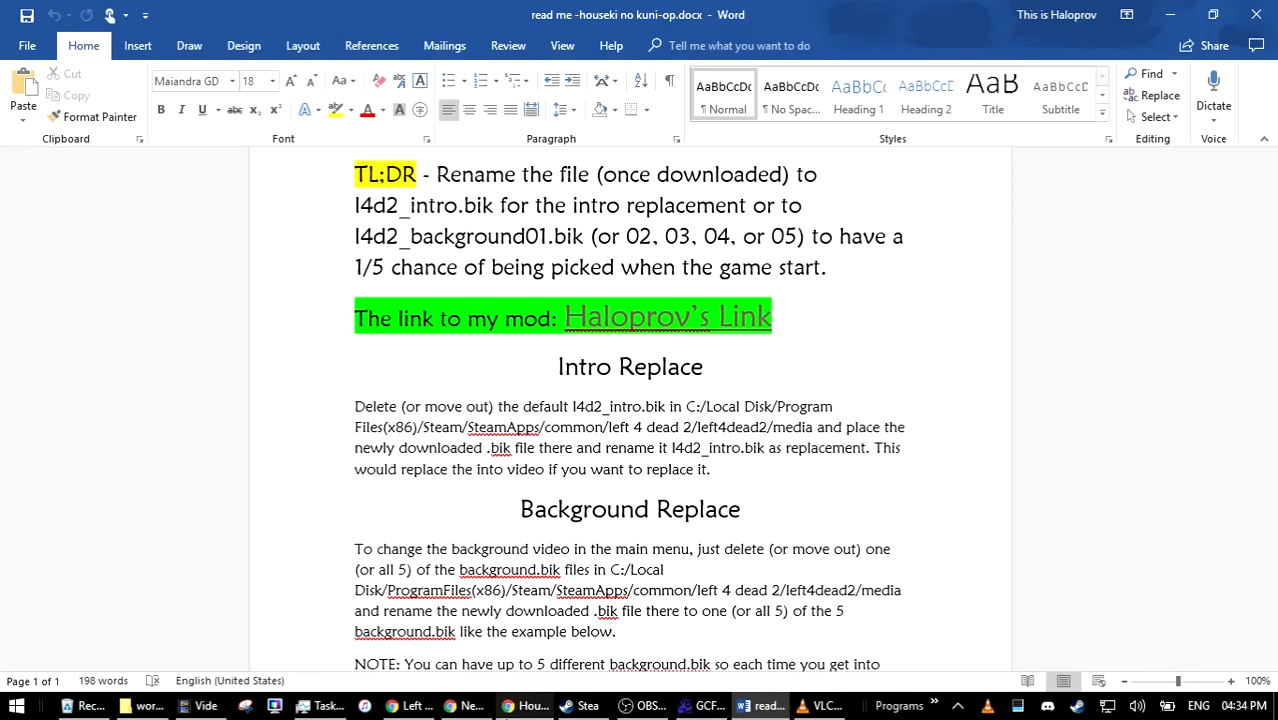 read me -houseki no kuni-op.docx - Word
This is Haloprov
File Home Insert Draw Design Layout References Mailings Review View Help Tell me what you want to do Share
Paste
Cut
Copy
Format Painter
Clipboard
Maiandra GD 18
Font
Paragraph
AaBbCcDc ¶ Normal
AaBbCcDc ¶ No Spac...
AaBbCc Heading 1
AaBbCcD Heading 2
AaB Title
AaBbCcD Subtitle
Styles
Find
Replace
Select
Editing
Dictate
Voice
TL;DR - Rename the file (once downloaded) to
l4d2_intro.bik for the intro replacement or to
l4d2_background01.bik (or 02, 03, 04, or 05) to have a
1/5 chance of being picked when the game start.
The link to my mod: Haloprov's Link
Intro Replace
Delete (or move out) the default l4d2_intro.bik in C:/Local Disk/Program
Files(x86)/Steam/SteamApps/common/left 4 dead 2/left4dead2/media and place the
newly downloaded .bik file there and rename it l4d2_intro.bik as replacement. This
would replace the into video if you want to replace it.
Background Replace
To change the background video in the main menu, just delete (or move out) one
(or all 5) of the background.bik files in C:/Local
Disk/ProgramFiles(x86)/Steam/SteamApps/common/left 4 dead 2/left4dead2/media
and rename the newly downloaded .bik file there to one (or all 5) of the 5
background.bik like the example below.
NOTE: You can have up to 5 different background.bik so each time you get into
Page 1 of 1 198 words English (United States) 100%
Rec... wor... Vide Task... Left ... Ne... Hou... Stea OBS... GCF... read... VLC... Programs 04:34 PM